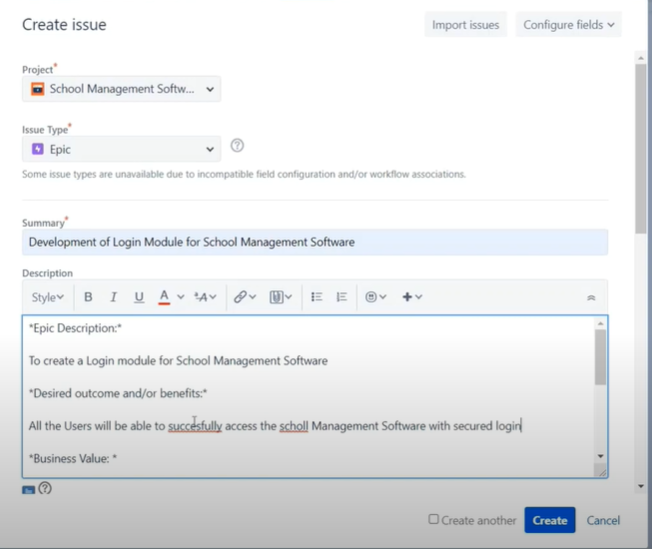 Create issue
Import issues
Configure fields
Project*
School Management Softw...
Issue Type*
Epic
Some issue types are unavailable due to incompatible field configuration and/or workflow associations.
Summary*
Development of Login Module for School Management Software
Description
Style
B I U A ªA
*Epic Description:*
To create a Login module for School Management Software
*Desired outcome and/or benefits:*
All the Users will be able to succesfully access the scholl Management Software with secured login
*Business Value: *
Create another
Create
Cancel